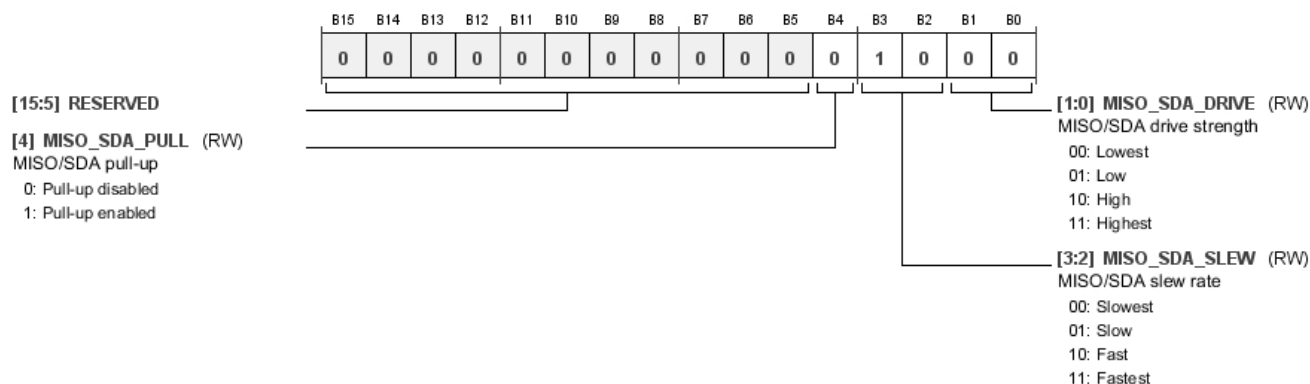 B15 B14 B13 B12 B11 B10 B9 B8 B7 B6 B5 B4 B3 B2 B1 B0
0 0 0 0 0 0 0 0 0 0 0 0 1 0 0 0
[15:5] RESERVED
[4] MISO_SDA_PULL (RW)
MISO/SDA pull-up
0: Pull-up disabled
1: Pull-up enabled
[1:0] MISO_SDA_DRIVE (RW)
MISO/SDA drive strength
00: Lowest
01: Low
10: High
11: Highest
[3:2] MISO_SDA_SLEW (RW)
MISO/SDA slew rate
00: Slowest
01: Slow
10: Fast
11: Fastest